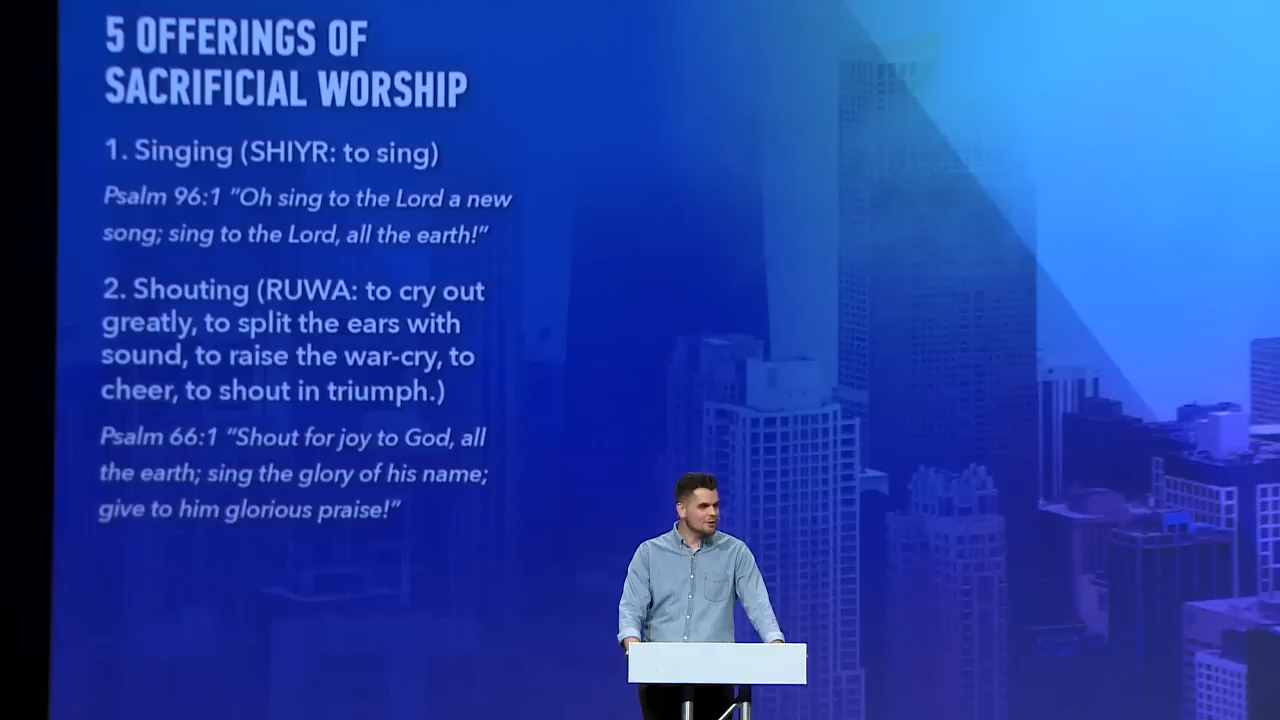 5 OFFERINGS OF
SACRIFICIAL WORSHIP
1. Singing (SHIYR: to sing)
Psalm 96:1 “Oh sing to the Lord a new
song; sing to the Lord, all the earth!”
2. Shouting (RUWA: to cry out
greatly, to split the ears with
sound, to raise the war-cry, to
cheer, to shout in triumph.)
Psalm 66:1 “Shout for joy to God, all
the earth; sing the glory of his name;
give to him glorious praise!”